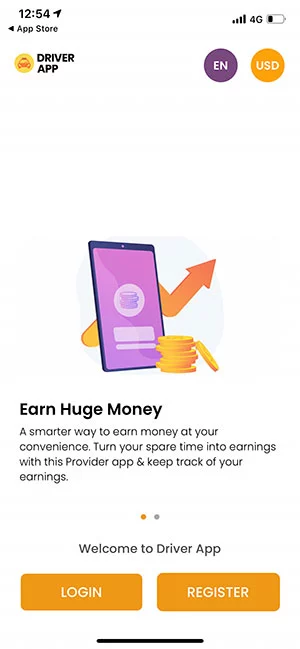 12:54 4G
◀ App Store
DRIVER
APP
EN USD
Earn Huge Money
A smarter way to earn money at your
convenience. Turn your spare time into earnings
with this Provider app & keep track of your
earnings.
Welcome to Driver App
LOGIN REGISTER